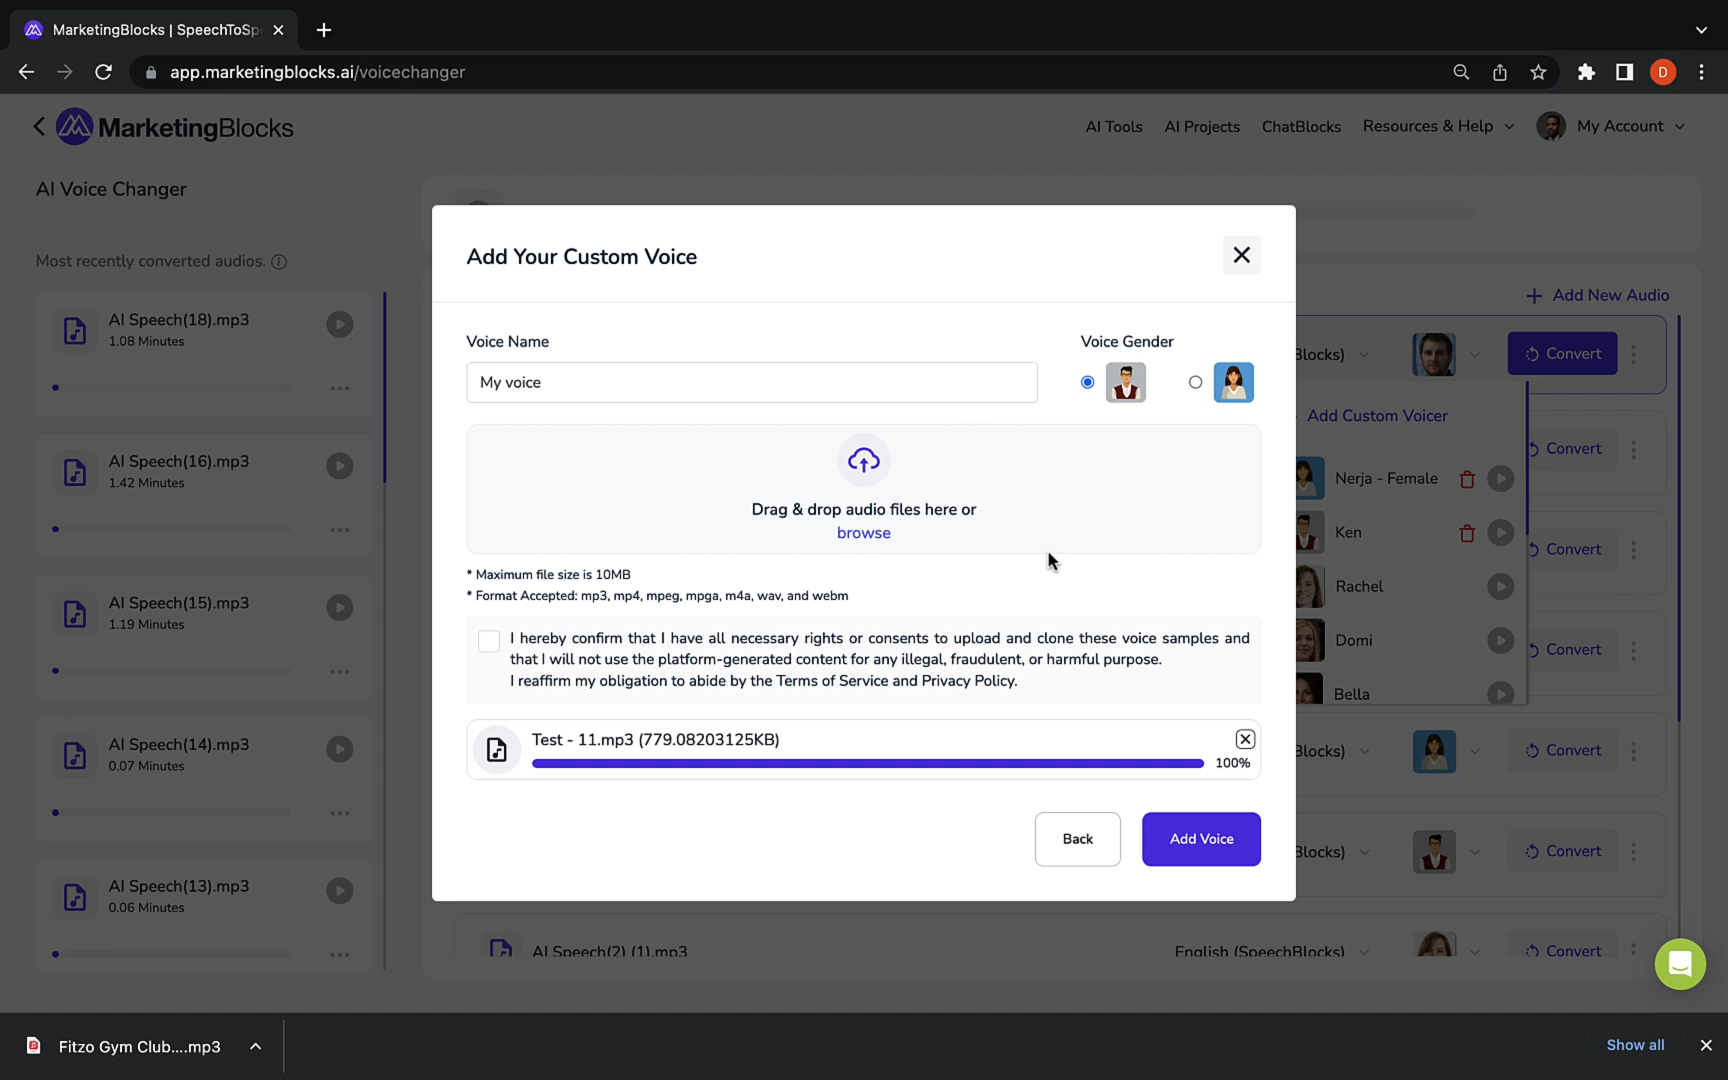 MarketingBlocks | SpeechToSp
app.marketingblocks.ai/voicechanger
D
MarketingBlocks
AI Tools
AI Projects
ChatBlocks
Resources & Help
My Account
AI Voice Changer
Most recently converted audios.
AI Speech(18).mp3
1.08 Minutes
AI Speech(16).mp3
1.42 Minutes
AI Speech(15).mp3
1.19 Minutes
AI Speech(14).mp3
0.07 Minutes
AI Speech(13).mp3
0.06 Minutes
Add Your Custom Voice
Voice Name
My voice
Voice Gender
Drag & drop audio files here or
browse
* Maximum file size is 10MB
* Format Accepted: mp3, mp4, mpeg, mpga, m4a, wav, and webm
I hereby confirm that I have all necessary rights or consents to upload and clone these voice samples and
that I will not use the platform-generated content for any illegal, fraudulent, or harmful purpose.
I reaffirm my obligation to abide by the Terms of Service and Privacy Policy.
Test - 11.mp3 (779.08203125KB)
100%
Back
Add Voice
+ Add New Audio
Blocks)
Convert
Add Custom Voicer
Convert
Nerja - Female
Ken
Convert
Rachel
Domi
Convert
Bella
Blocks)
Convert
Blocks)
Convert
AI Speech(2) (1).mp3
English (SpeechBlocks)
Convert
Fitzo Gym Club....mp3
Show all